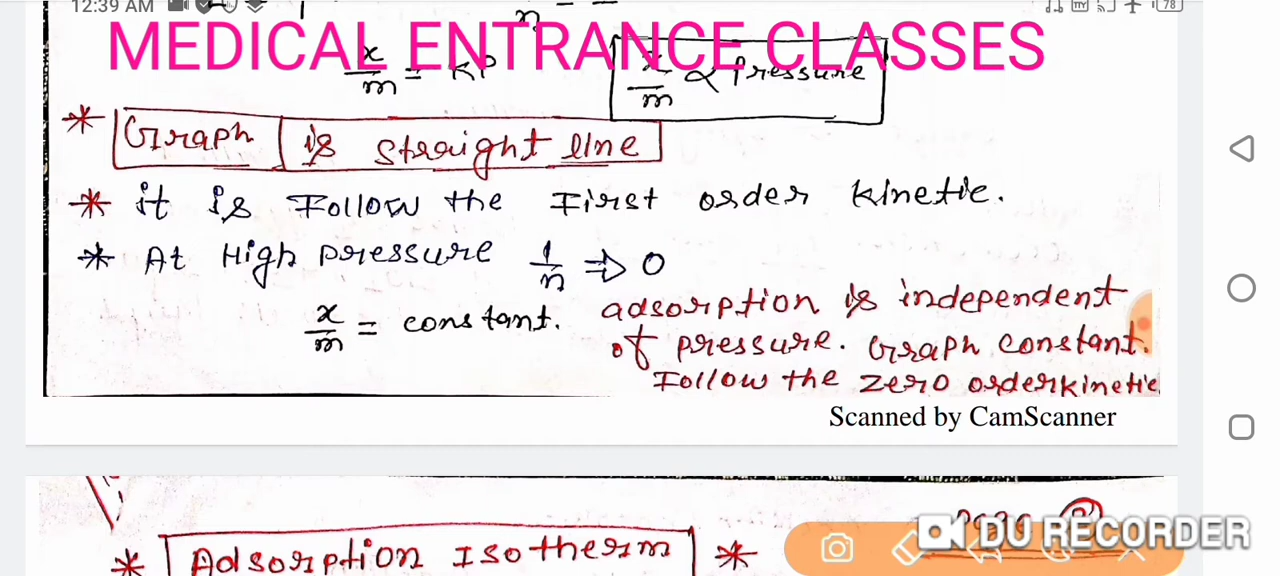 12:39 AM 78
MEDICAL ENTRANCE CLASSES
x/m = KP
x/m ∝ Pressure
* Graph is straight line
* it is Follow the First order kinetic.
* At High pressure 1/n ⇒ 0
x/m = constant.
adsorption is independent
of pressure. Graph constant.
Follow the zero order kinetic
Scanned by CamScanner
DU RECORDER
* Adsorption Isotherm *